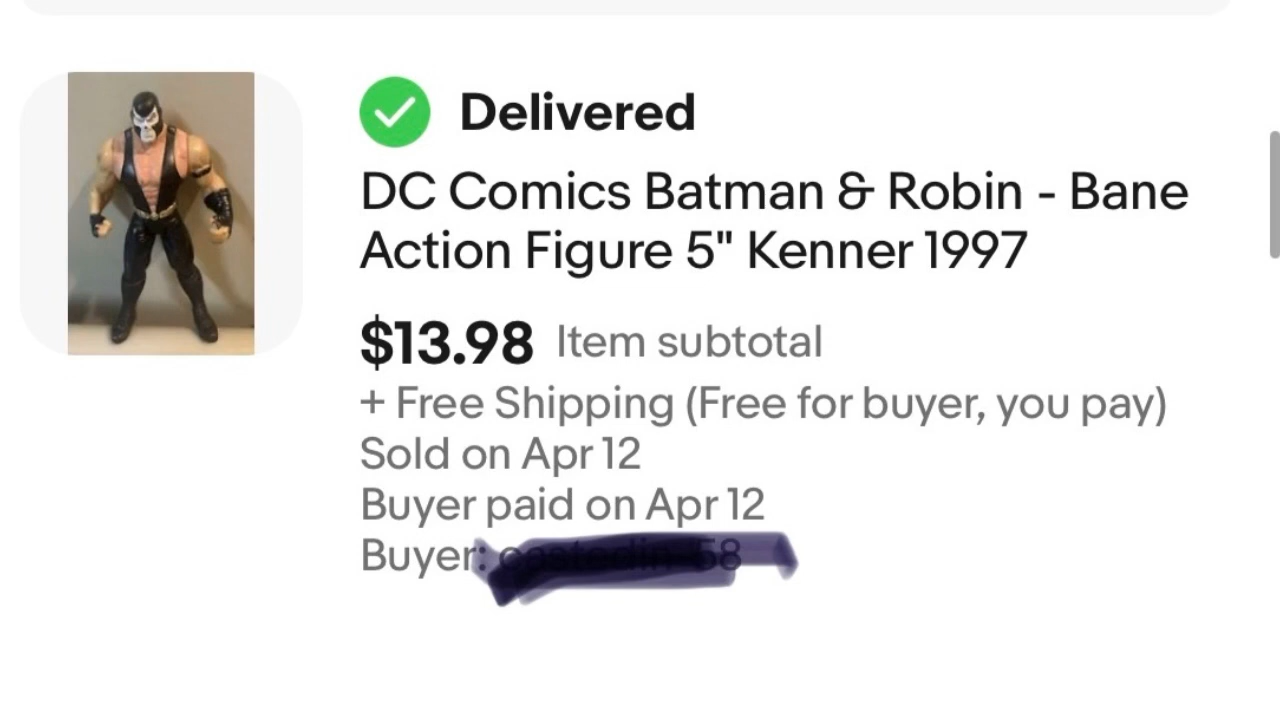 Delivered
DC Comics Batman & Robin - Bane
Action Figure 5" Kenner 1997
$13.98 Item subtotal
+ Free Shipping (Free for buyer, you pay)
Sold on Apr 12
Buyer paid on Apr 12
Buyer: